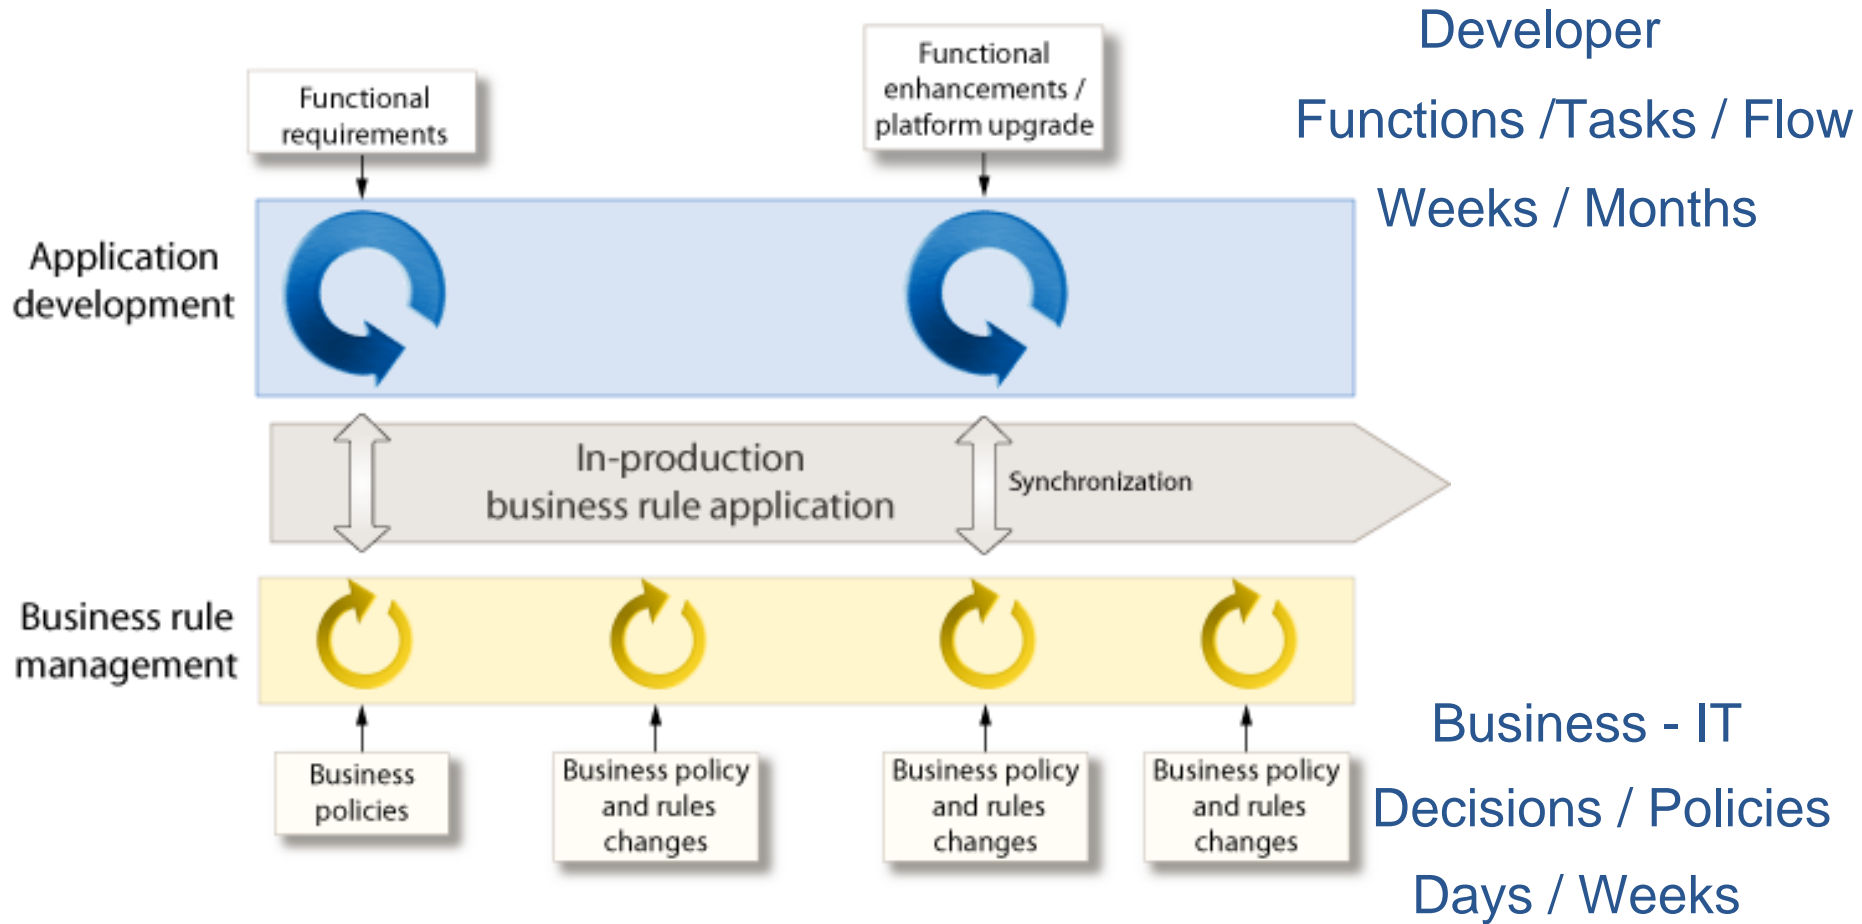 Developer
Functions /Tasks / Flow
Weeks / Months
Functional
requirements
Functional
enhancements /
platform upgrade
Application
development
In-production
business rule application
Synchronization
Business rule
management
Business
policies
Business policy
and rules
changes
Business policy
and rules
changes
Business policy
and rules
changes
Business - IT
Decisions / Policies
Days / Weeks